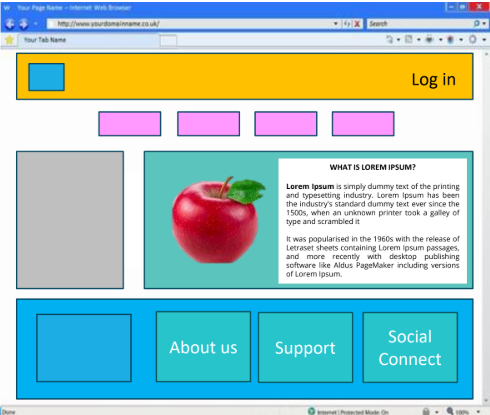 Your Page Name – Internet Web Browser
http://www.yourdomainname.co.uk/
Search
Your Tab Name
Log in
WHAT IS LOREM IPSUM?
Lorem Ipsum is simply dummy text of the printing
and typesetting industry. Lorem Ipsum has been
the industry's standard dummy text ever since the
1500s, when an unknown printer took a galley of
type and scrambled it
It was popularised in the 1960s with the release of
Letraset sheets containing Lorem Ipsum passages,
and more recently with desktop publishing
software like Aldus PageMaker including versions
of Lorem Ipsum.
About us
Support
Social
Connect
Done
Internet | Protected Mode: On
100%